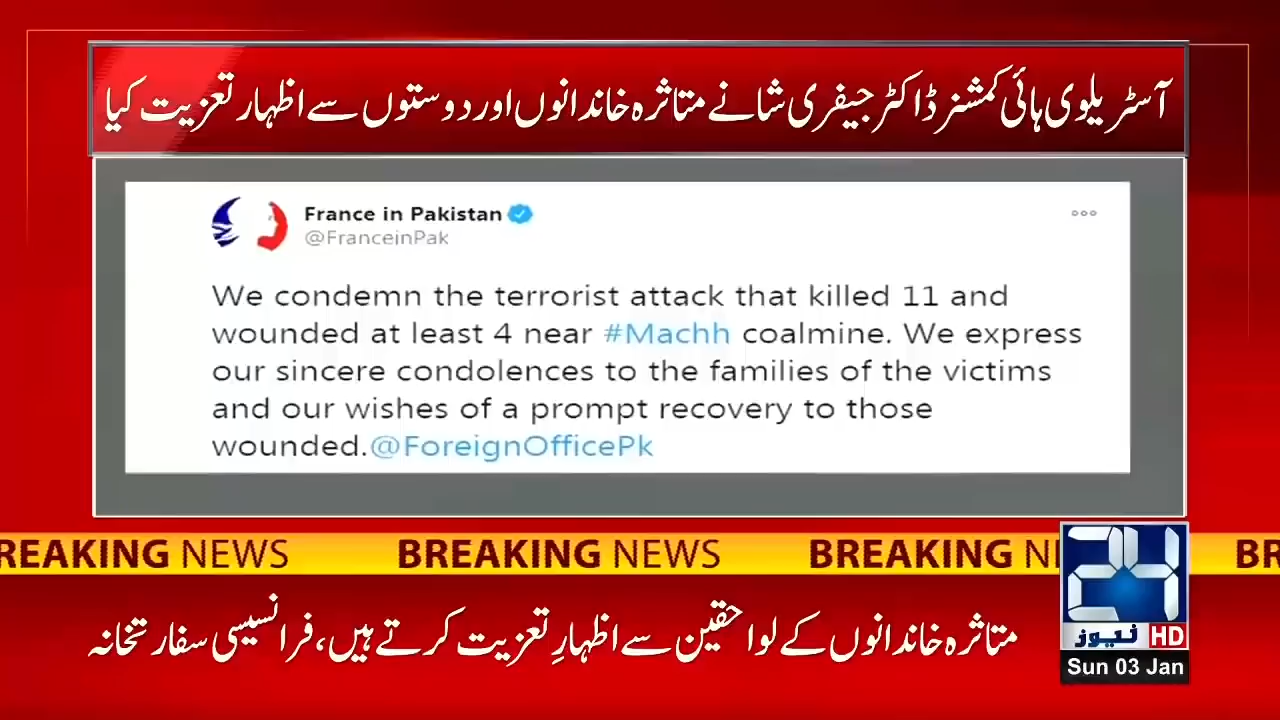 آسٹریلوی ہائی کمشنر ڈاکٹر جیفری شا نے متاثرہ خاندانوں اور دوستوں سے اظہار تعزیت کیا
France in Pakistan
@FranceinPak
We condemn the terrorist attack that killed 11 and
wounded at least 4 near #Machh coalmine. We express
our sincere condolences to the families of the victims
and our wishes of a prompt recovery to those
wounded.@ForeignOfficePk
REAKING NEWS BREAKING NEWS BREAKING NE BR
متاثرہ خاندانوں کے لواحقین سے اظہارِ تعزیت کرتے ہیں، فرانسیسی سفارتخانہ
24
نیوز HD
Sun 03 Jan